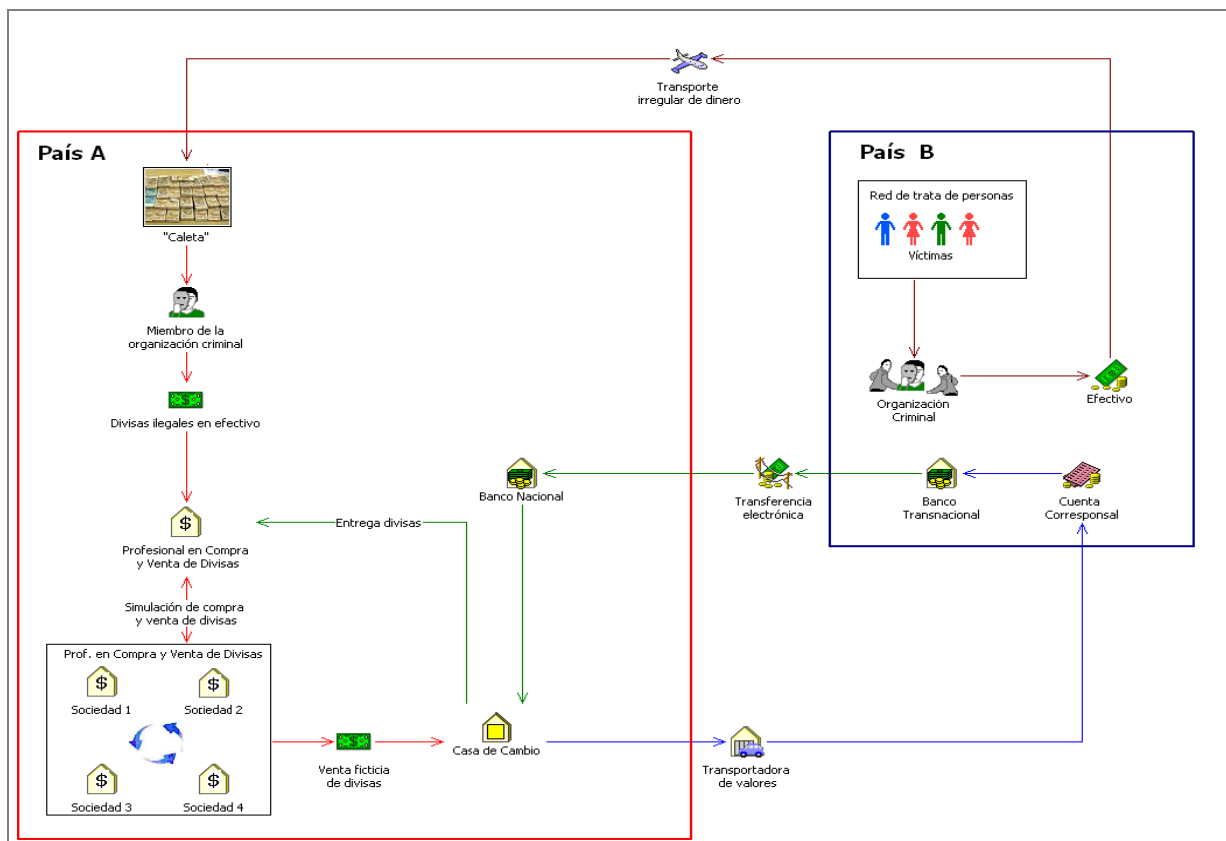 Transporte
irregular de dinero
País A
País B
Red de trata de personas
Víctimas
"Caleta"
Miembro de la
organización criminal
Organización
Criminal
Efectivo
Divisas ilegales en efectivo
Banco Nacional
Transferencia
electrónica
Banco
Transnacional
Cuenta
Corresponsal
Entrega divisas
$
Profesional en Compra
y Venta de Divisas
Simulación de compra
y venta de divisas
Prof. en Compra y Venta de Divisas
$
$
Sociedad 1
Sociedad 2
$
$
Sociedad 3
Sociedad 4
Venta ficticia
de divisas
Casa de Cambio
Transportadora
de valores